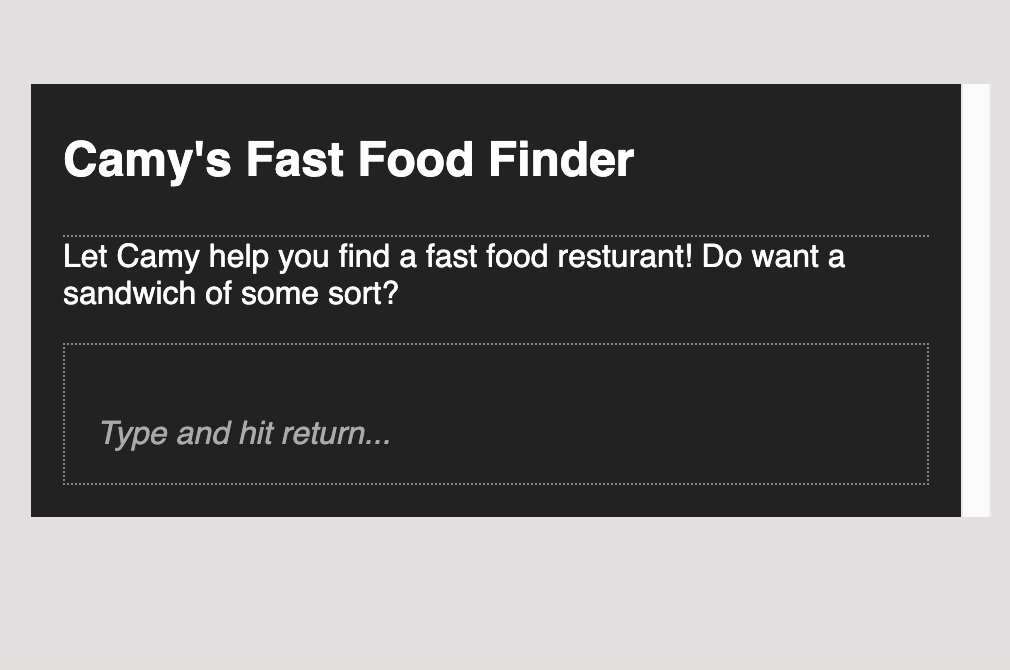 Camy's Fast Food Finder
Let Camy help you find a fast food resturant! Do want a
sandwich of some sort?
Type and hit return...